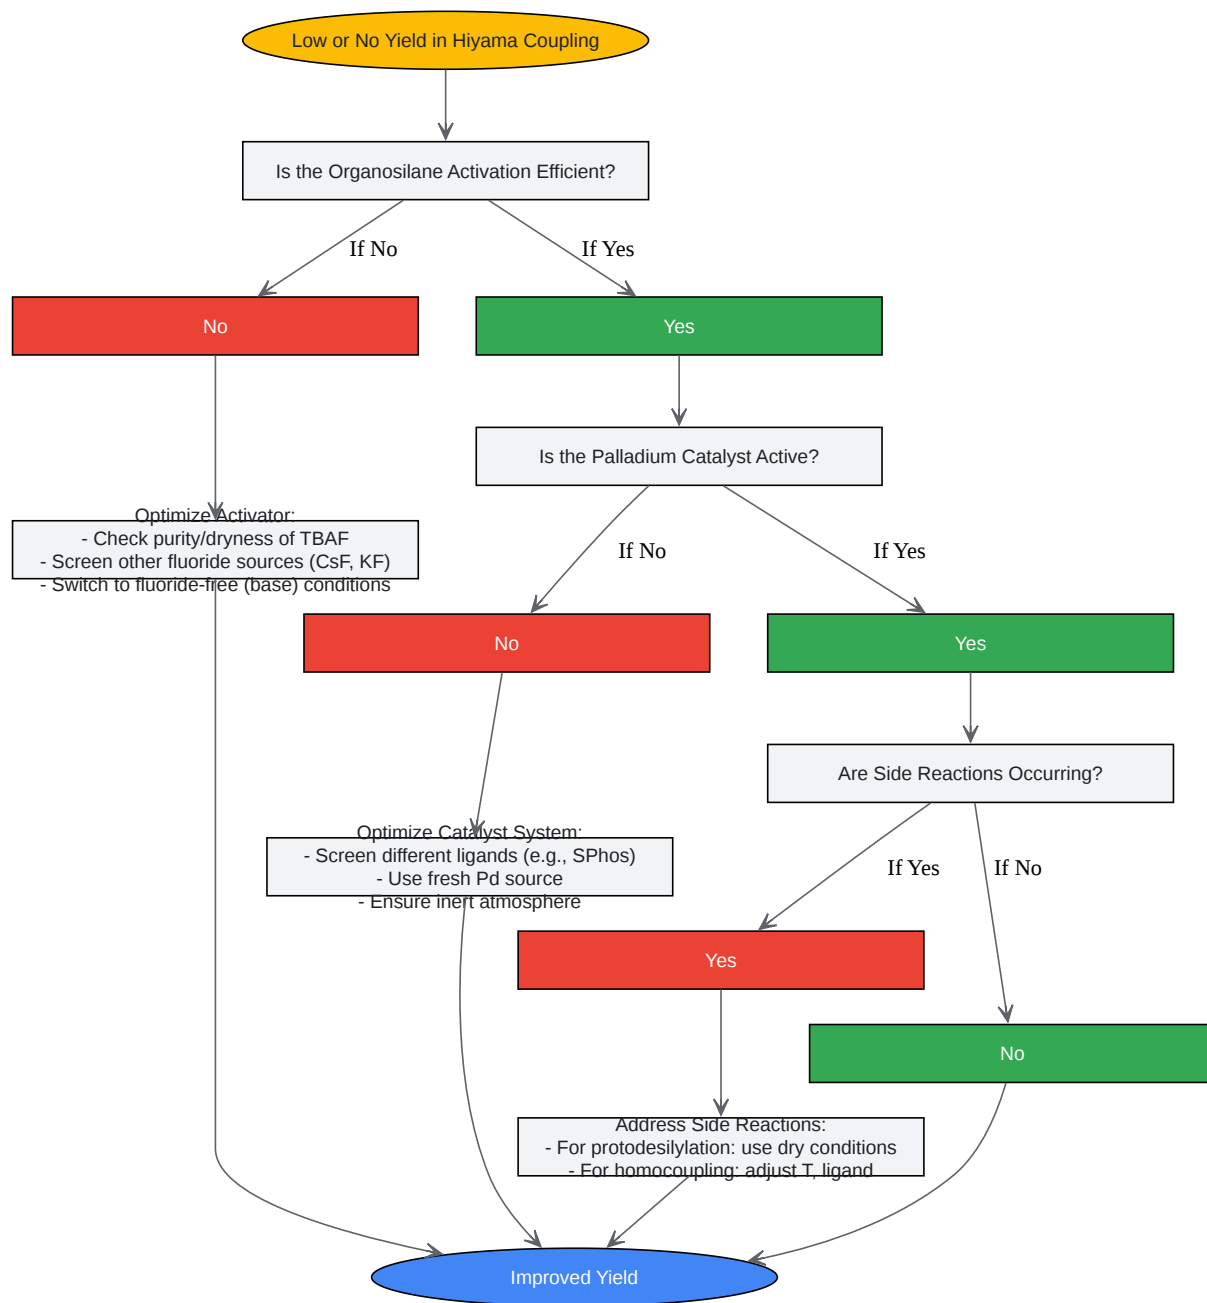 Low or No Yield in Hiyama Coupling
Is the Organosilane Activation Efficient?
If No
If Yes
No
Yes
Is the Palladium Catalyst Active?
Optimize Activator:
- Check purity/dryness of TBAF
- Screen other fluoride sources (CsF, KF)
- Switch to fluoride-free (base) conditions
If No
If Yes
No
Yes
Are Side Reactions Occurring?
Optimize Catalyst System:
- Screen different ligands (e.g., SPhos)
- Use fresh Pd source
- Ensure inert atmosphere
If Yes
If No
Yes
No
Address Side Reactions:
- For protodesilylation: use dry conditions
- For homocoupling: adjust T, ligand
Improved Yield